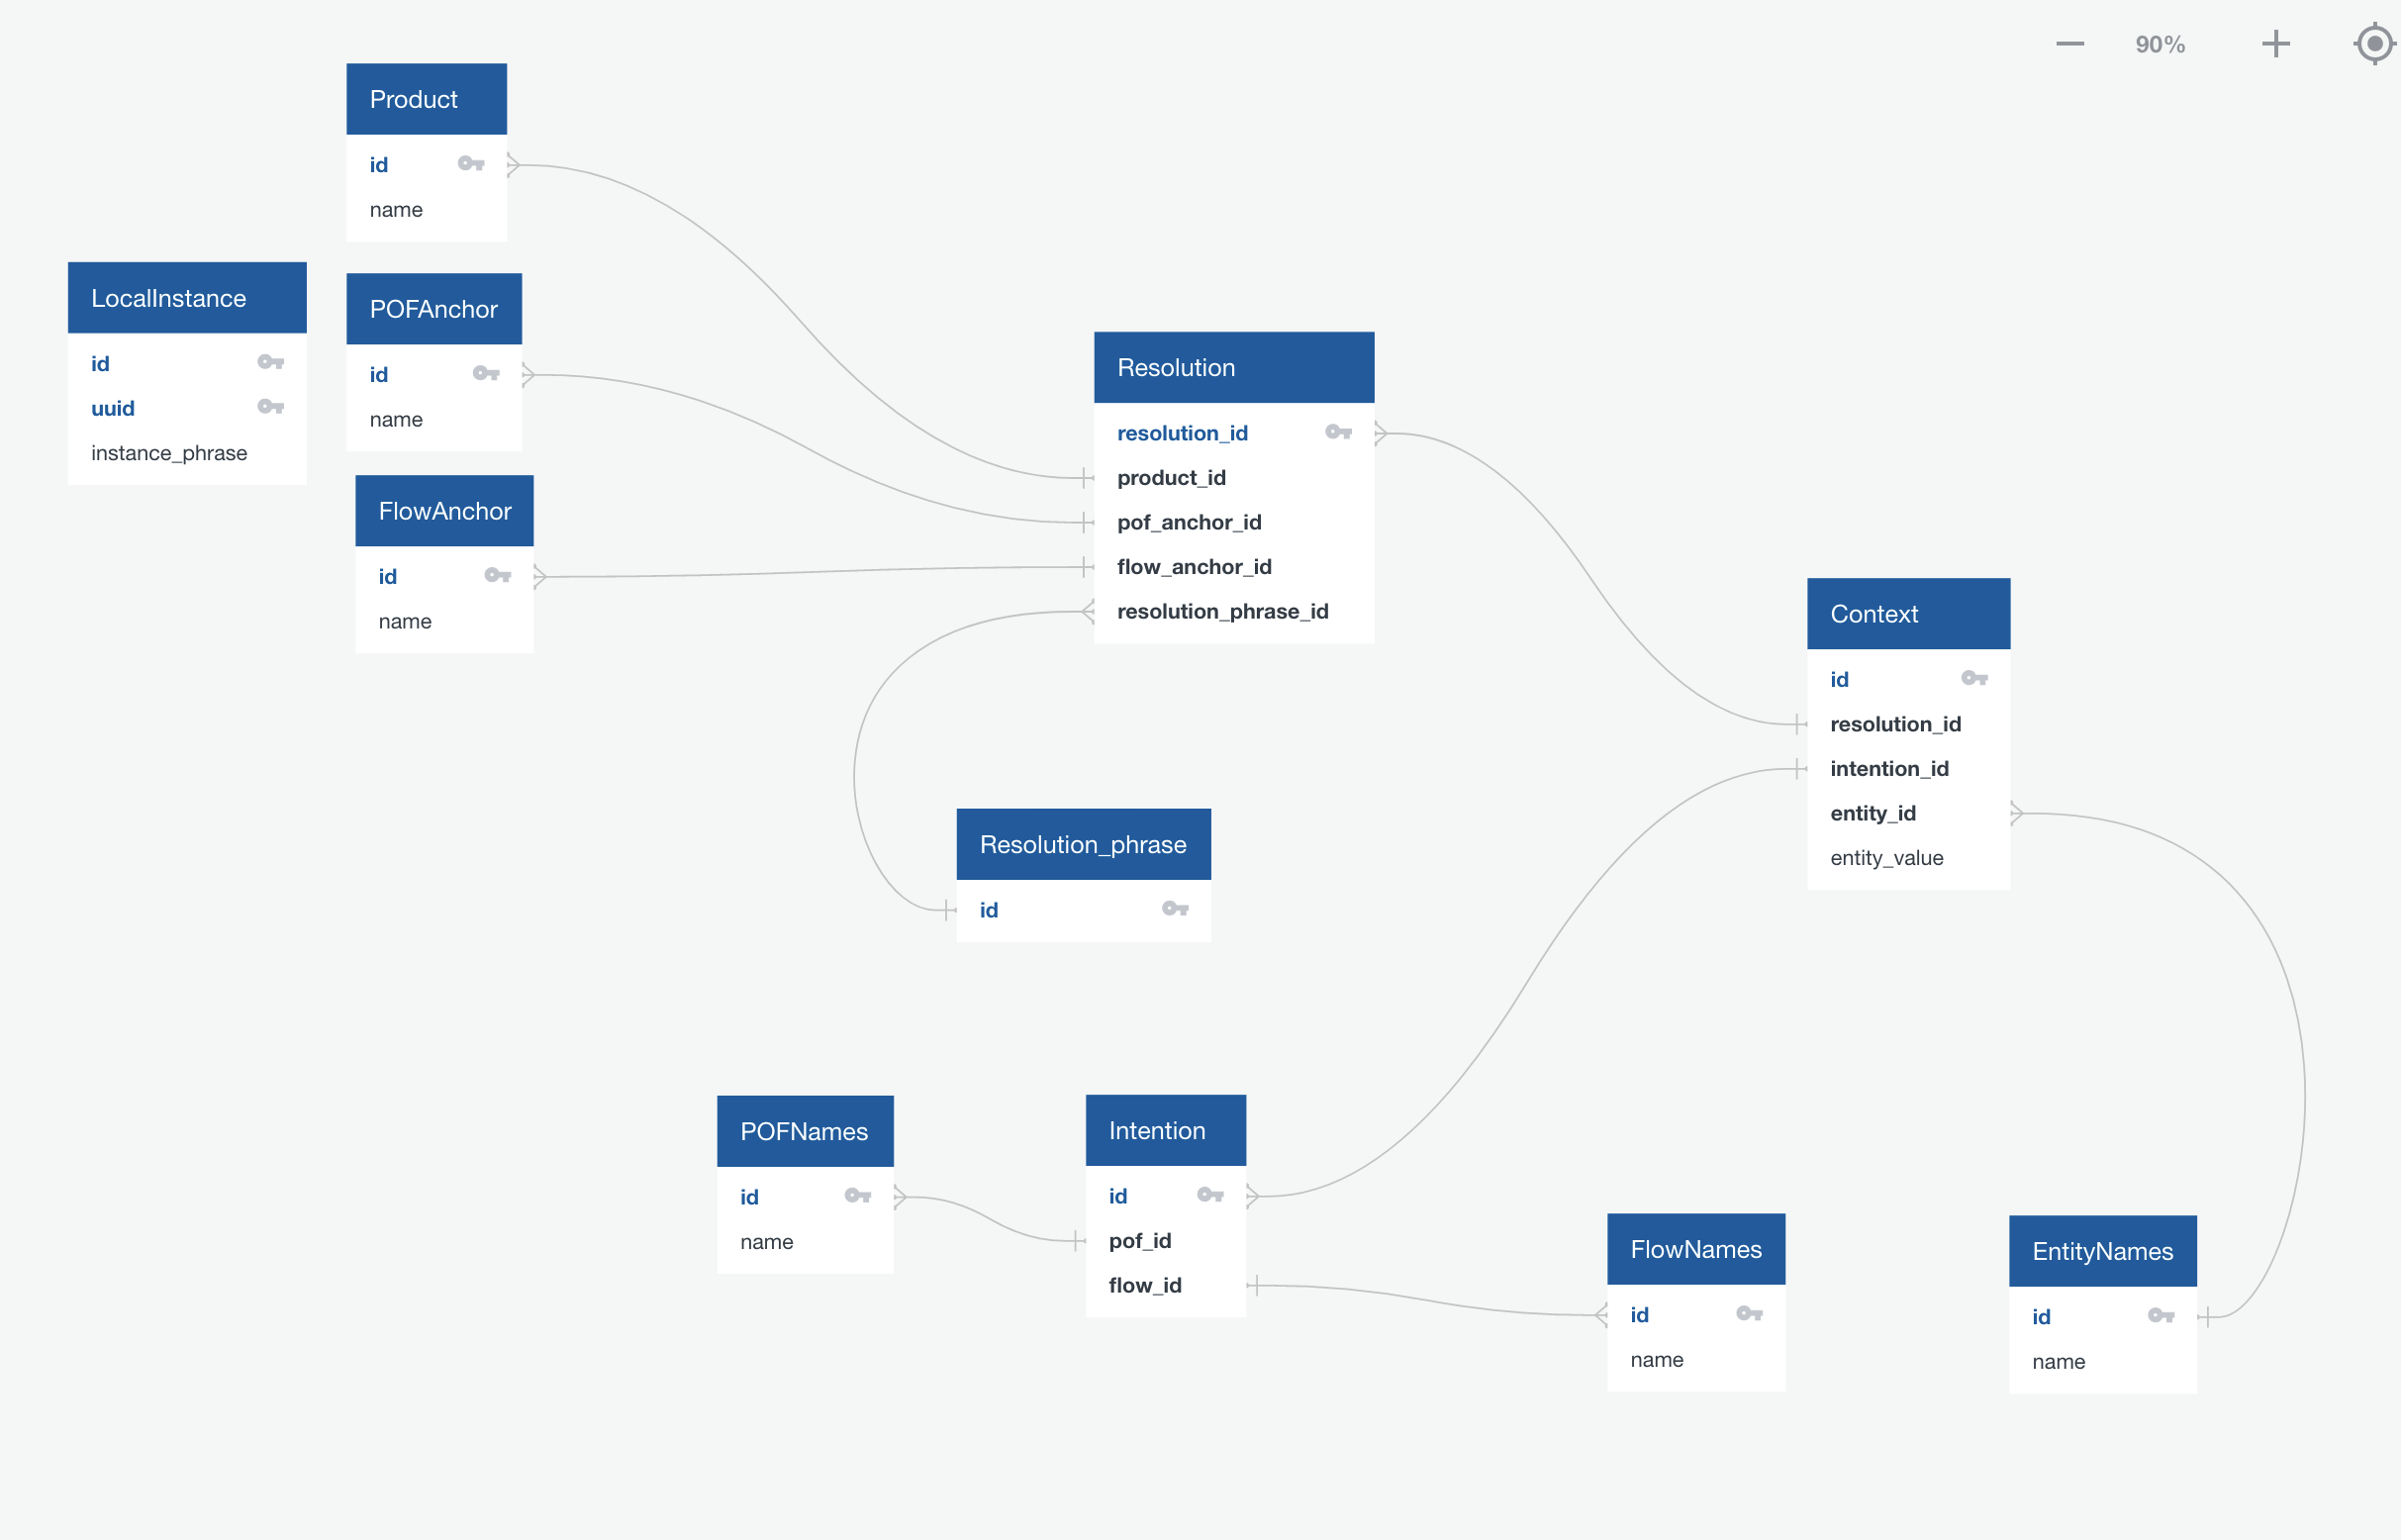 90%
Product
id
name
LocalInstance
id
uuid
instance_phrase
POFAnchor
id
name
FlowAnchor
id
name
Resolution
resolution_id
product_id
pof_anchor_id
flow_anchor_id
resolution_phrase_id
Context
id
resolution_id
intention_id
entity_id
entity_value
Resolution_phrase
id
POFNames
id
name
Intention
id
pof_id
flow_id
FlowNames
id
name
EntityNames
id
name